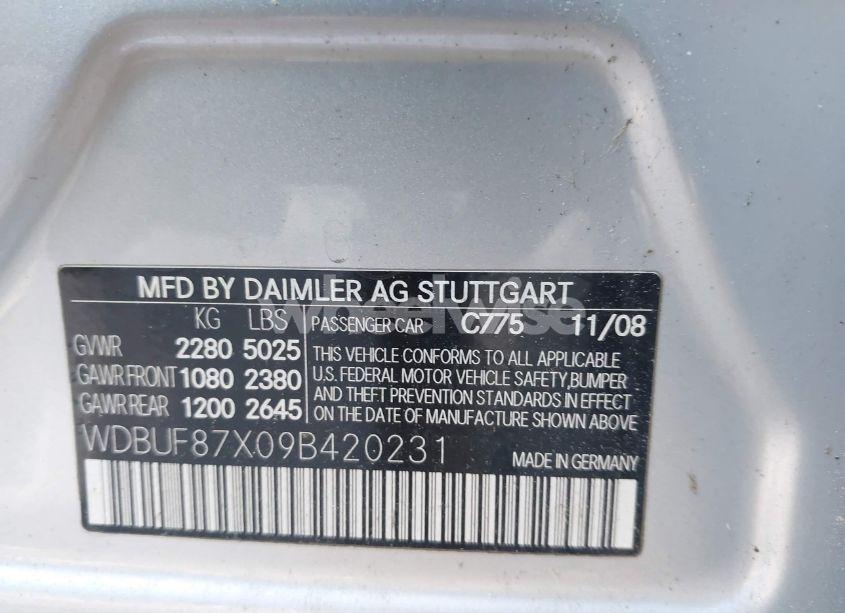 MFD BY DAIMLER AG STUTTGART
KG LBS PASSENGER CAR C775 11/08
GVWR 2280 5025
GAWR FRONT 1080 2380
GAWR REAR 1200 2645
THIS VEHICLE CONFORMS TO ALL APPLICABLE
U.S. FEDERAL MOTOR VEHICLE SAFETY,BUMPER
AND THEFT PREVENTION STANDARDS IN EFFECT
ON THE DATE OF MANUFACTURE SHOWN ABOVE
WDBUF87X09B420231 MADE IN GERMANY
wheelwise